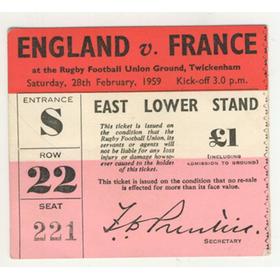 ENGLAND v. FRANCE
at the Rugby Football Union Ground, Twickenham
Saturday, 28th February, 1959 Kick-off 3.0 p.m.
ENTRANCE
S
ROW
22
SEAT
221
EAST LOWER STAND
This ticket is issued on the condition that the Rugby Football Union, its servants or agents will not be liable for any loss injury or damage howsoever caused to the holder of this ticket.
£1
(INCLUDING ADMISSION TO GROUND)
This ticket is issued on the condition that no re-sale
is effected for more than its face value.
SECRETARY